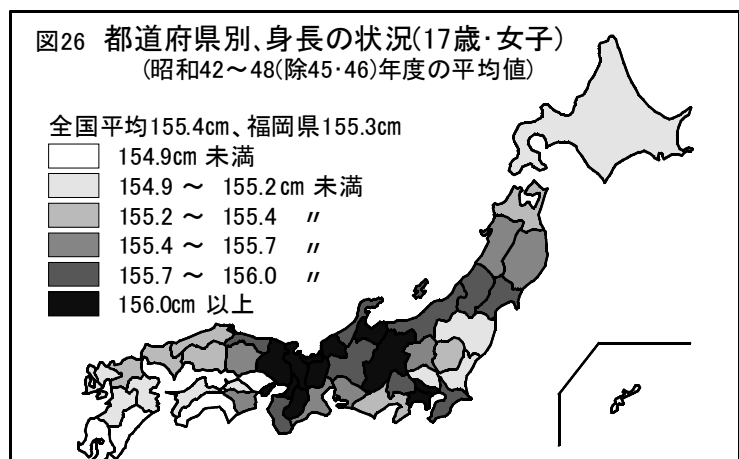 図26 都道府県別、身長の状況(17歳・女子)
(昭和42～48(除45・46)年度の平均値)
全国平均155.4cm、福岡県155.3cm
154.9cm 未満
154.9 ～ 155.2cm 未満
155.2 ～ 155.4 〃
155.4 ～ 155.7 〃
155.7 ～ 156.0 〃
156.0cm 以上